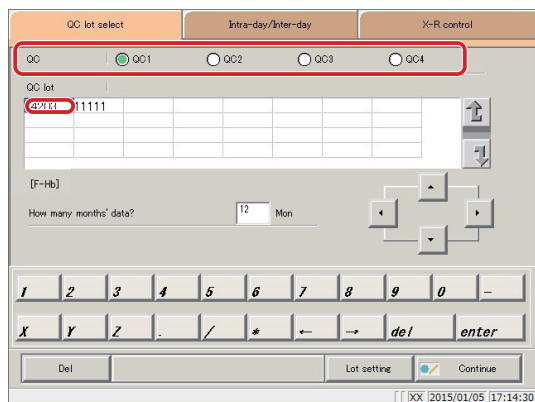 QC lot select Intra-day/Inter-day X-R control
QC QC1 QC2 QC3 QC4
QC lot
4203 11111
[F-Hb]
How many months' data? 12 Mon
1 2 3 4 5 6 7 8 9 0 −
X Y Z . / * ← → del enter
Del Lot setting Continue
XX 2015/01/05 17:14:30